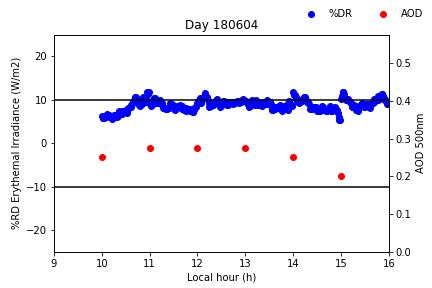 %DR AOD
Day 180604
%RD Erythemal Irradiance (W/m2)
20
10
0
−10
−20
0.5
0.4
0.3
0.2
0.1
0.0
AOD 500nm
9 10 11 12 13 14 15 16
Local hour (h)